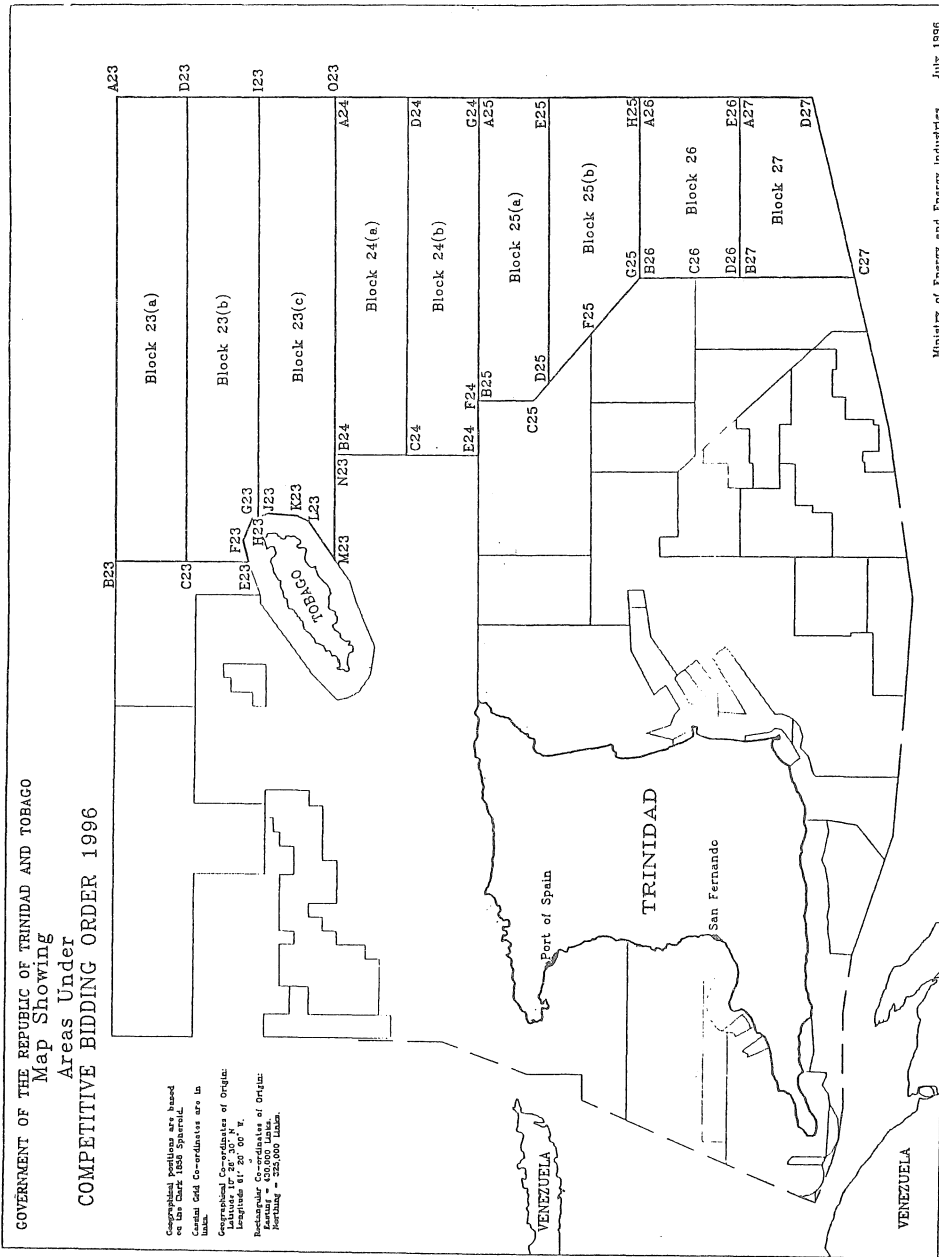 GOVERNMENT OF THE REPUBLIC OF TRINIDAD AND TOBAGO
Map Showing
Areas Under
COMPETITIVE BIDDING ORDER 1996
Geographical positions are based
on the Clark 1858 Spheroid.
Cassini Grid Co-ordinates are in
links.
Geographical Co-ordinates of Origin:
Latitude 10° 26' 30" N
Longitude 61° 20' 00" W.
Rectangular Co-ordinates of Origin:
Easting = 430,000 Links.
Northing = 325,000 Links.
B23
A23
Block 23(a)
C23
D23
Block 23(b)
E23
F23
G23
H23
I23
J23
K23
L23
Block 23(c)
TOBAGO
M23
N23
O23
B24
A24
Block 24(a)
C24
D24
Block 24(b)
E24
F24
G24
B25
A25
Block 25(a)
C25
D25
E25
Block 25(b)
F25
G25
H25
B26
A26
Block 26
C26
D26
E26
B27
A27
Block 27
C27
D27
Port of Spain
TRINIDAD
San Fernando
VENEZUELA
VENEZUELA
Ministry of Energy and Energy Industries July 1996